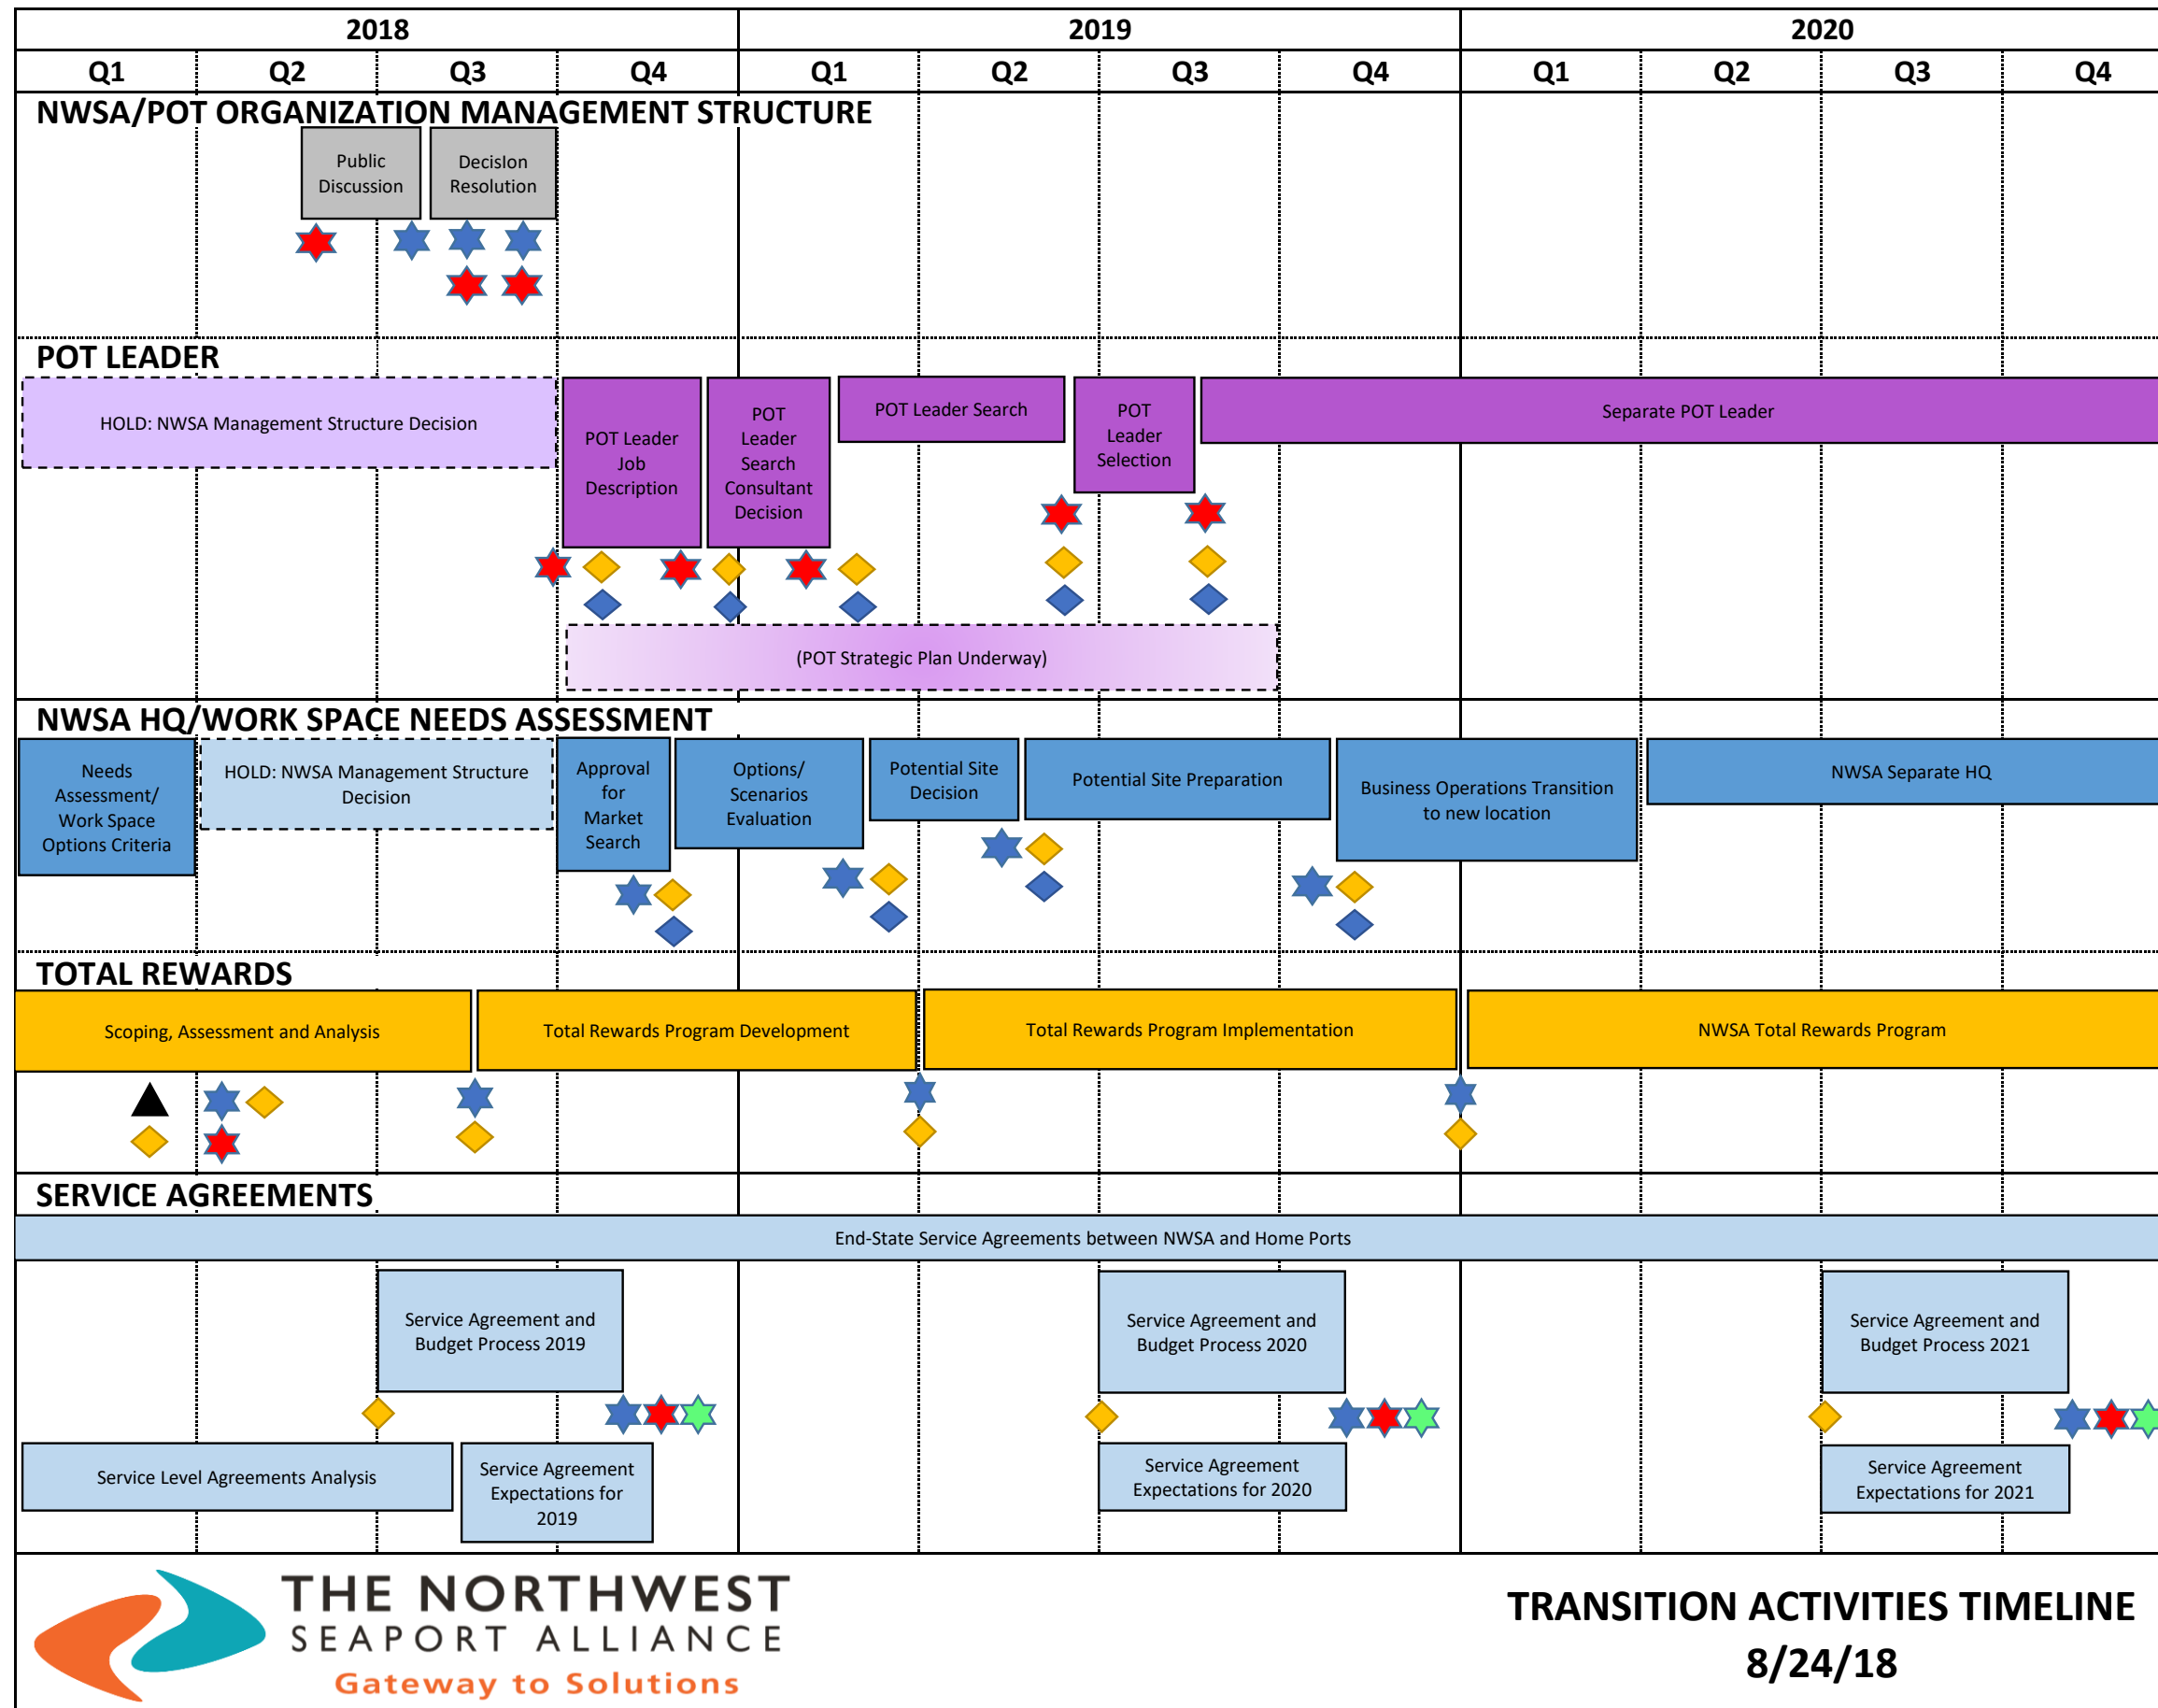 2018
2019
2020
Q1
Q2
Q3
Q4
Q1
Q2
Q3
Q4
Q1
Q2
Q3
Q4
NWSA/POT ORGANIZATION MANAGEMENT STRUCTURE
Public
Discussion
DecisIon
Resolution
POT LEADER
HOLD: NWSA Management Structure Decision
POT Leader
Job
Description
POT
Leader
Search
Consultant
Decision
POT Leader Search
POT
Leader
Selection
Separate POT Leader
(POT Strategic Plan Underway)
NWSA HQ/WORK SPACE NEEDS ASSESSMENT
Needs
Assessment/
Work Space
Options Criteria
HOLD: NWSA Management Structure
Decision
Approval
for
Market
Search
Options/
Scenarios
Evaluation
Potential Site
Decision
Potential Site Preparation
Business Operations Transition
to new location
NWSA Separate HQ
TOTAL REWARDS
Scoping, Assessment and Analysis
Total Rewards Program Development
Total Rewards Program Implementation
NWSA Total Rewards Program
SERVICE AGREEMENTS
End-State Service Agreements between NWSA and Home Ports
Service Agreement and
Budget Process 2019
Service Agreement and
Budget Process 2020
Service Agreement and
Budget Process 2021
Service Level Agreements Analysis
Service Agreement
Expectations for
2019
Service Agreement
Expectations for 2020
Service Agreement
Expectations for 2021
THE NORTHWEST
SEAPORT ALLIANCE
Gateway to Solutions
TRANSITION ACTIVITIES TIMELINE
8/24/18